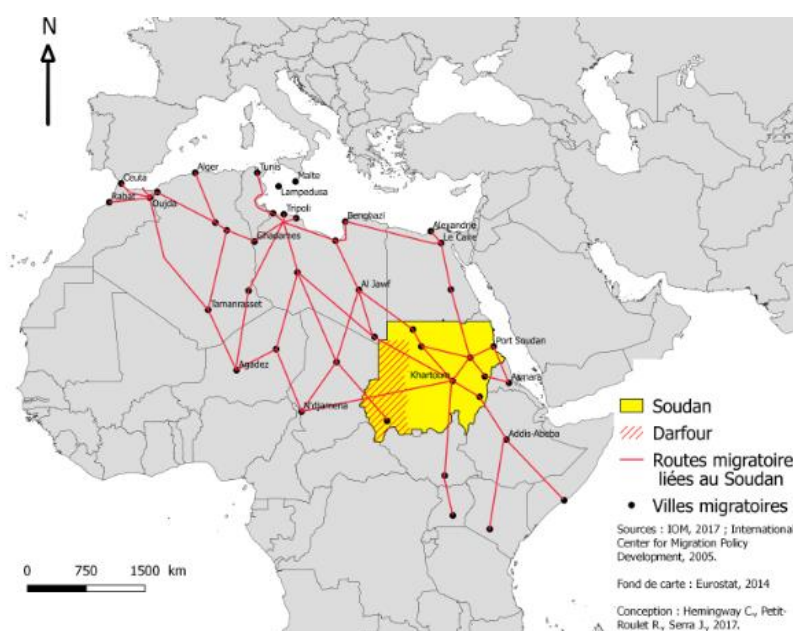 N
Ceuta
Rabat
Oujda
Alger
Tunis
Malte
Lampedusa
Tripoli
Ghadames
Bengbazi
Alexandrie
Le Caire
Tamanrasset
Al Jawf
Agadez
Port Soudan
Khartoum
Asmara
N'djamena
Addis-Abeba
0 750 1500 km
Soudan
Darfour
Routes migratoire
liées au Soudan
Villes migratoires
Sources : IOM, 2017 ; International
Center for Migration Policy
Development, 2005.
Fond de carte : Eurostat, 2014
Conception : Hemingway C., Petit-
Roulet R., Serra J., 2017.